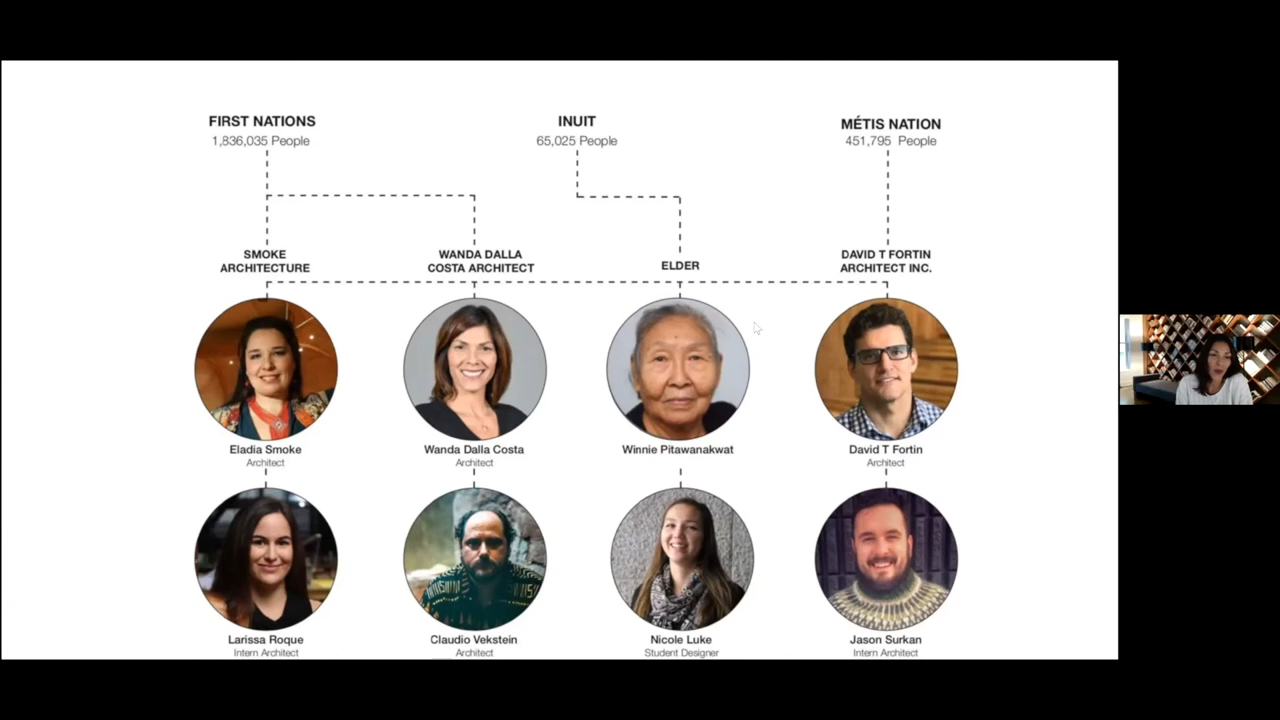 FIRST NATIONS
1,836,035 People
INUIT
65,025 People
MÉTIS NATION
451,795 People
SMOKE
ARCHITECTURE
WANDA DALLA
COSTA ARCHITECT
ELDER
DAVID T FORTIN
ARCHITECT INC.
Eladia Smoke
Architect
Wanda Dalla Costa
Architect
Winnie Pitawanakwat
David T Fortin
Architect
Larissa Roque
Intern Architect
Claudio Vekstein
Architect
Nicole Luke
Student Designer
Jason Surkan
Intern Architect